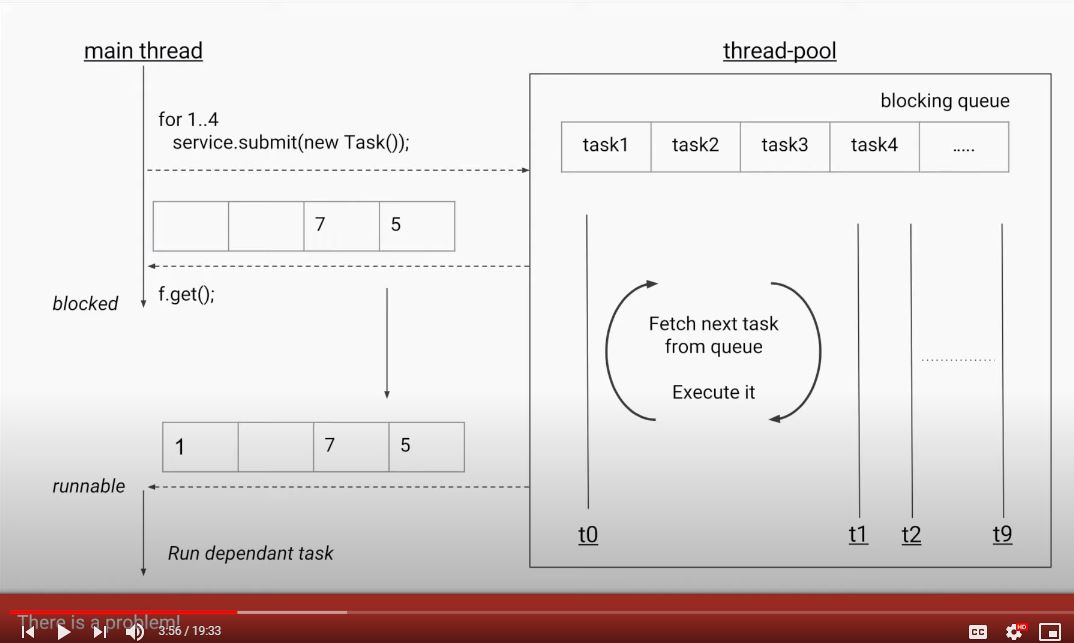 main thread
thread-pool
for 1..4
service.submit(new Task());
blocking queue
task1 task2 task3 task4 .....
7 5
blocked
f.get();
Fetch next task
from queue
Execute it
1 7 5
runnable
t0 t1 t2 t9
Run dependant task
There is a problem!
3:56 / 19:33
CC HD